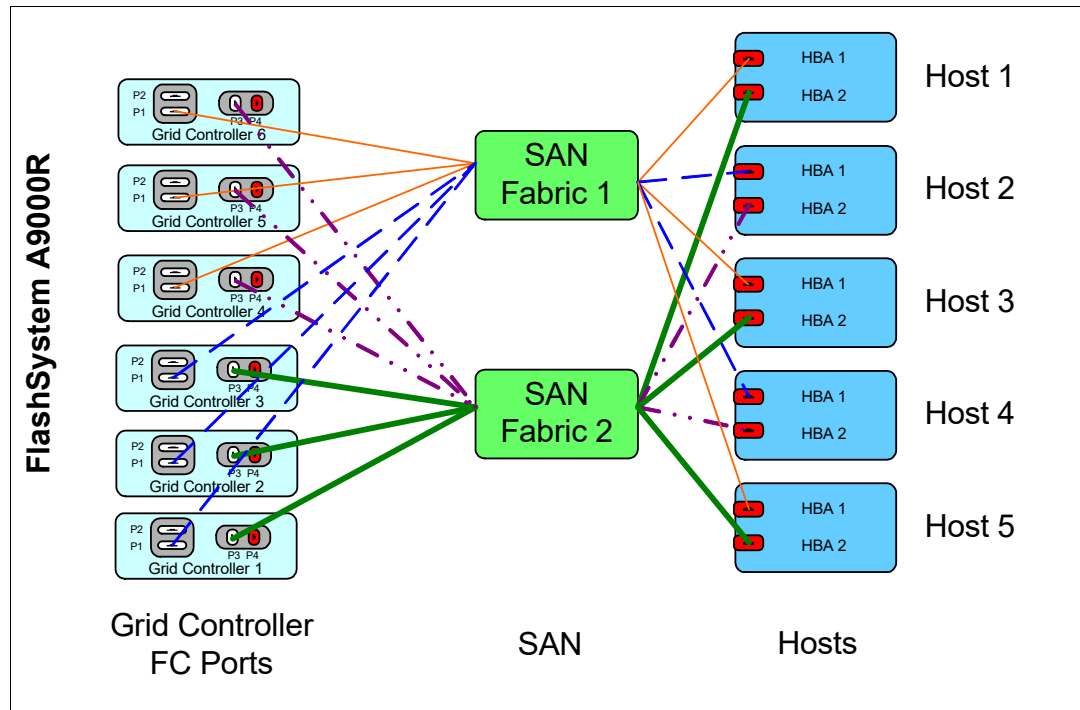 FlashSystem A9000R
P2
P1
P3 P4
Grid Controller 6
P2
P1
P3 P4
Grid Controller 5
P2
P1
P3 P4
Grid Controller 4
P2
P1
P3 P4
Grid Controller 3
P2
P1
P3 P4
Grid Controller 2
P2
P1
P3 P4
Grid Controller 1
Grid Controller
FC Ports
SAN
Fabric 1
SAN
Fabric 2
SAN
HBA 1
HBA 2
Host 1
HBA 1
HBA 2
Host 2
HBA 1
HBA 2
Host 3
HBA 1
HBA 2
Host 4
HBA 1
HBA 2
Host 5
Hosts